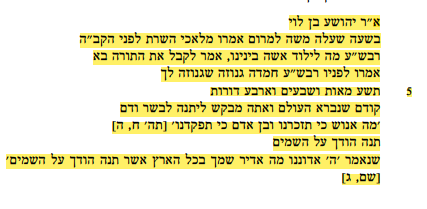 א״ר יהושע בן לוי
בשעה שעלה משה למרום אמרו מלאכי השרת לפני הקב״ה
רבש״ע מה לילוד אשה בינינו, אמר לקבל את התורה בא
אמרו לפניו רבש״ע חמדה גנוזה שגנוזה לך
תשע מאות ושבעים וארבע דורות 5
קודם שנברא העולם ואתה מבקש ליתנה לבשר ודם
׳מה אנוש כי תזכרנו ובן אדם כי תפקדנו׳ [תה׳ ח, ה]
תנה הודך על השמים
שנאמר ׳ה׳ אדוננו מה אדיר שמך בכל הארץ אשר תנה הודך על השמים׳
[שם, ג]